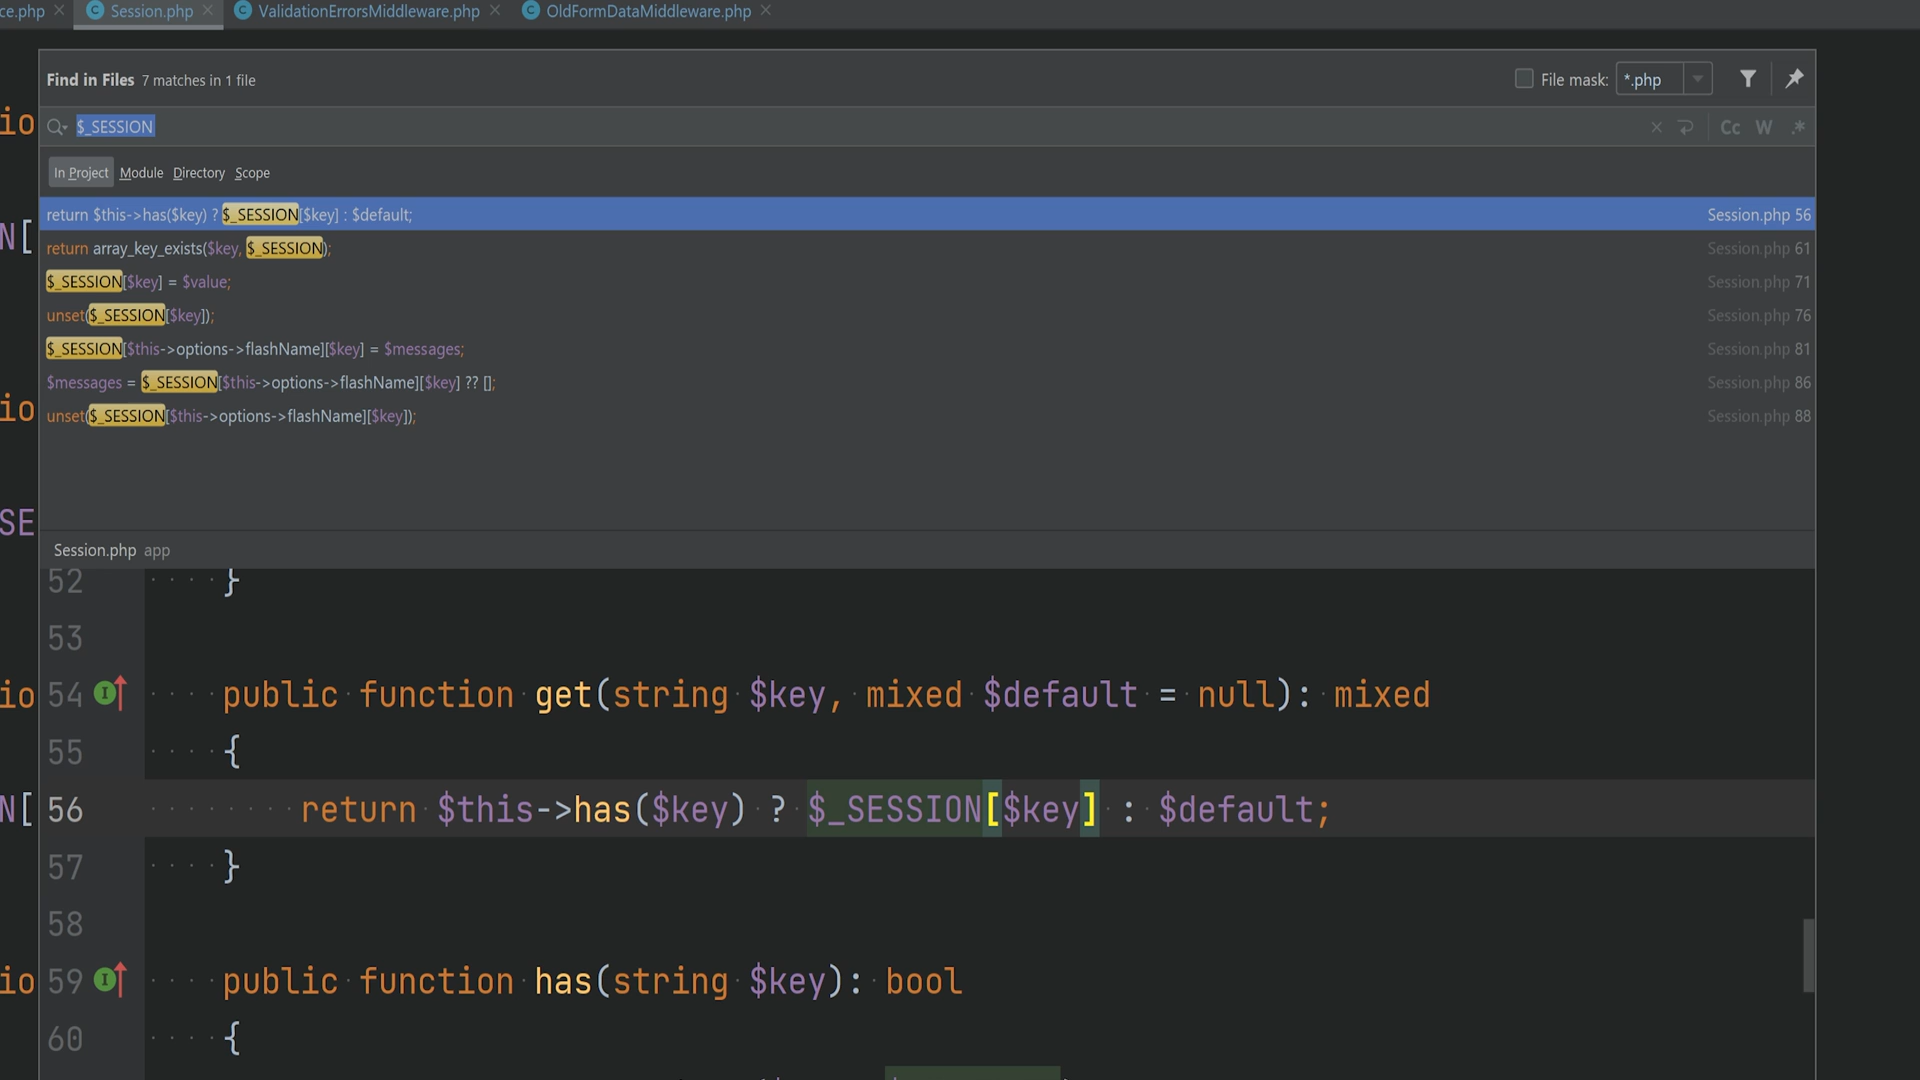 ce.php Session.php ValidationErrorsMiddleware.php OldFormDataMiddleware.php
Find in Files 7 matches in 1 file File mask: *.php
$_SESSION Cc W .*
In Project Module Directory Scope
return $this->has($key) ? $_SESSION[$key] : $default; Session.php 56
return array_key_exists($key, $_SESSION); Session.php 61
$_SESSION[$key] = $value; Session.php 71
unset($_SESSION[$key]); Session.php 76
$_SESSION[$this->options->flashName][$key] = $messages; Session.php 81
$messages = $_SESSION[$this->options->flashName][$key] ?? []; Session.php 86
unset($_SESSION[$this->options->flashName][$key]); Session.php 88
Session.php app
52 }
53
io 54 public function get(string $key, mixed $default = null): mixed
55 {
N[ 56 return $this->has($key) ? $_SESSION[$key] : $default;
57 }
58
io 59 public function has(string $key): bool
60 {
io
N[
io
SE